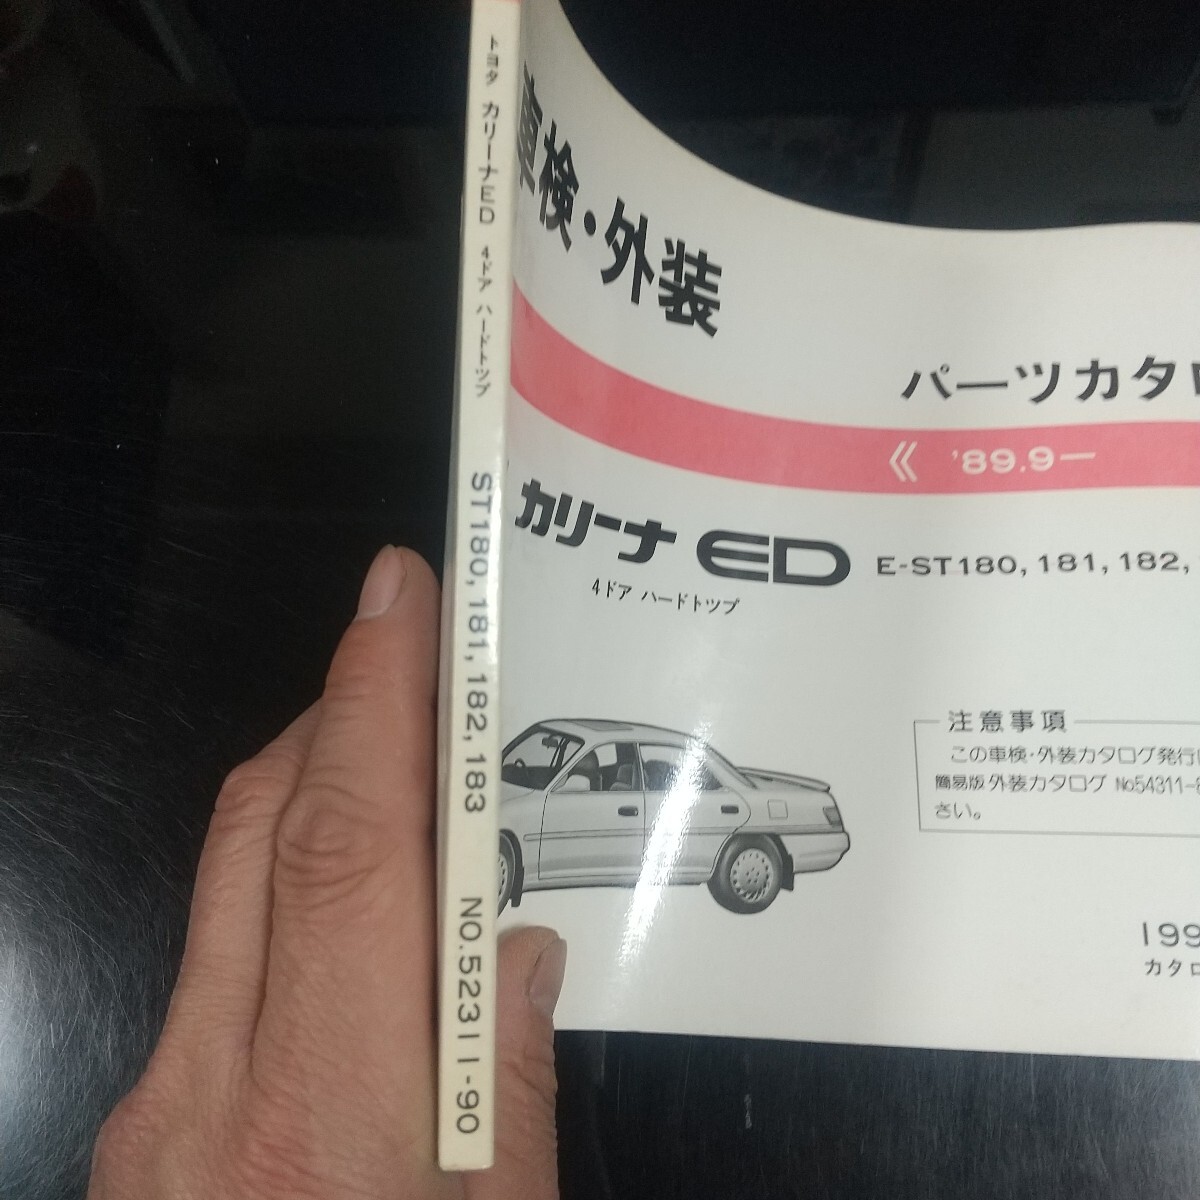 トヨタ カリーナED 4ドア ハードトップ ST180, 181, 182, 183 NO.52311-90
車検・外装
パーツカタロ
《 '89.9ー
カリーナ ED E-ST180, 181, 182,
4ドア ハードトップ
注意事項
この車検・外装カタログ発行
簡易版外装カタログ No54311-
さい。
199
カタロ